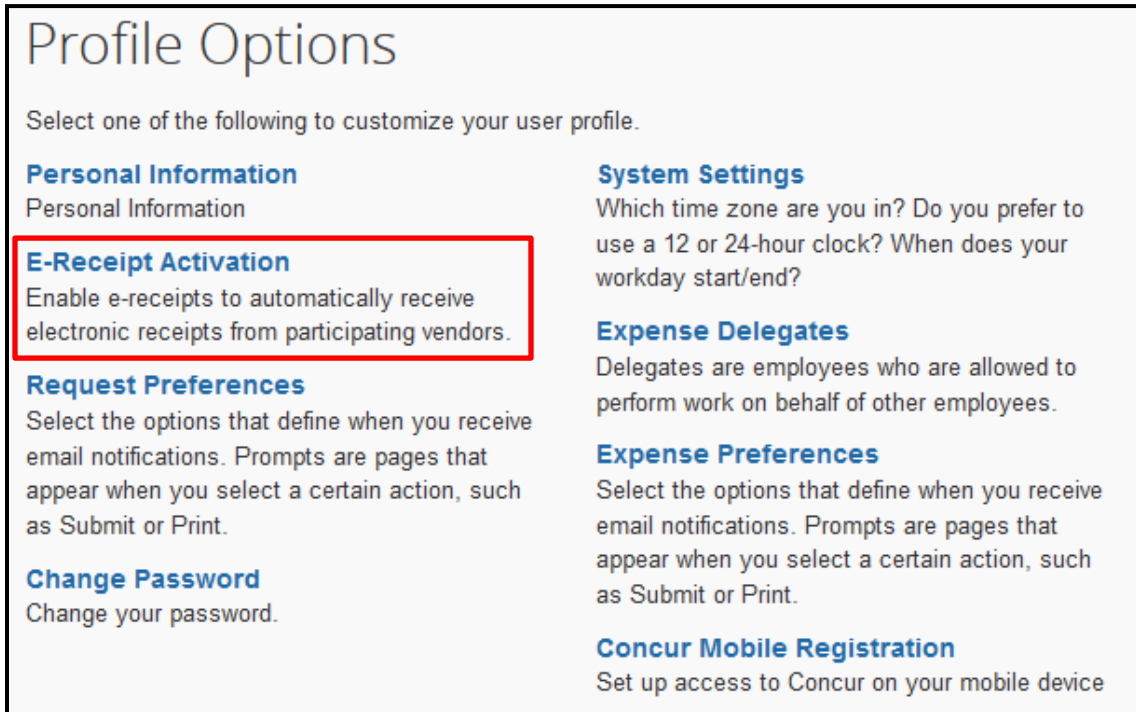 Profile Options
Select one of the following to customize your user profile.
Personal Information
Personal Information
E-Receipt Activation
Enable e-receipts to automatically receive
electronic receipts from participating vendors.
Request Preferences
Select the options that define when you receive
email notifications. Prompts are pages that
appear when you select a certain action, such
as Submit or Print.
Change Password
Change your password.
System Settings
Which time zone are you in? Do you prefer to
use a 12 or 24-hour clock? When does your
workday start/end?
Expense Delegates
Delegates are employees who are allowed to
perform work on behalf of other employees.
Expense Preferences
Select the options that define when you receive
email notifications. Prompts are pages that
appear when you select a certain action, such
as Submit or Print.
Concur Mobile Registration
Set up access to Concur on your mobile device